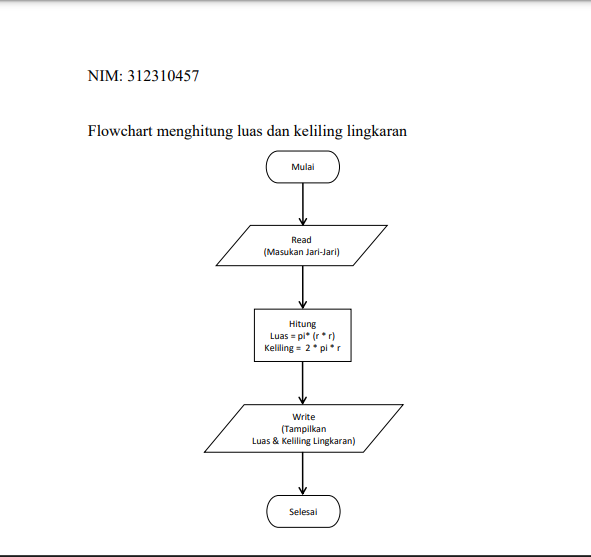 NIM: 312310457
Flowchart menghitung luas dan keliling lingkaran
Mulai
Read
(Masukan Jari-Jari)
Hitung
Luas = pi* (r * r)
Keliling = 2 * pi * r
Write
(Tampilkan
Luas & Keliling Lingkaran)
Selesai